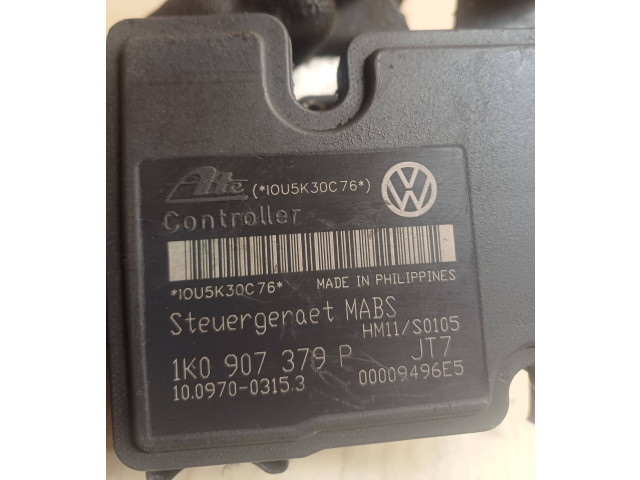 Ate (*IOU5K30C76*)
Controller
*IOU5K30C76* MADE IN PHILIPPINES
Steuergeraet MABS
HM11/S0105
1K0 907 379 P JT7
10.0970-0315.3 00009496E5